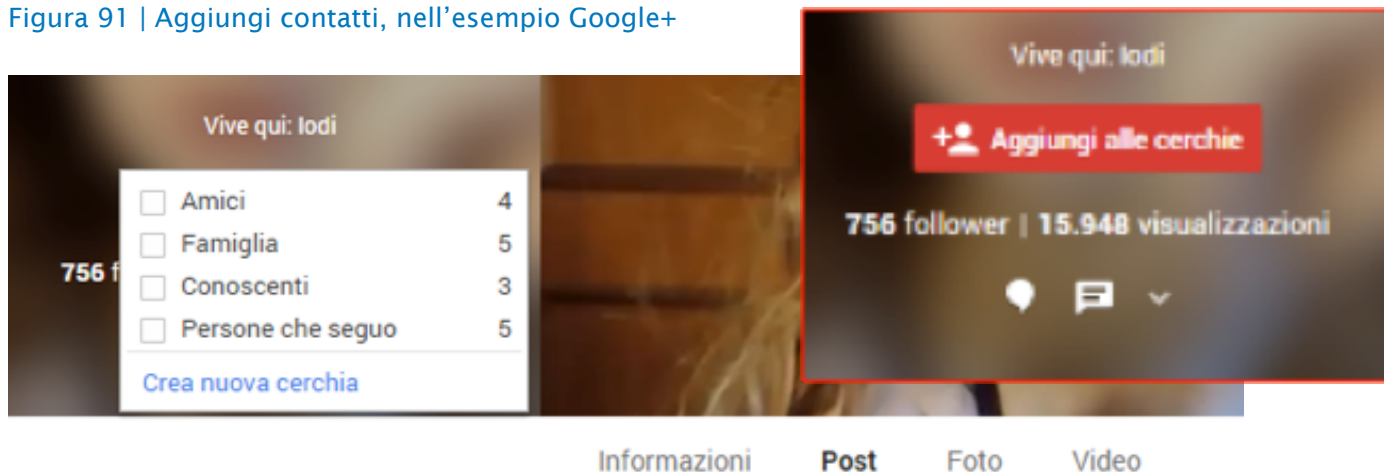 Figura 91 | Aggiungi contatti, nell'esempio Google+
Vive qui: lodi
Amici 4
Famiglia 5
756 f
Conoscenti 3
Persone che seguo 5
Crea nuova cerchia
Vive qui: lodi
Aggiungi alle cerchie
756 follower | 15.948 visualizzazioni
Informazioni Post Foto Video